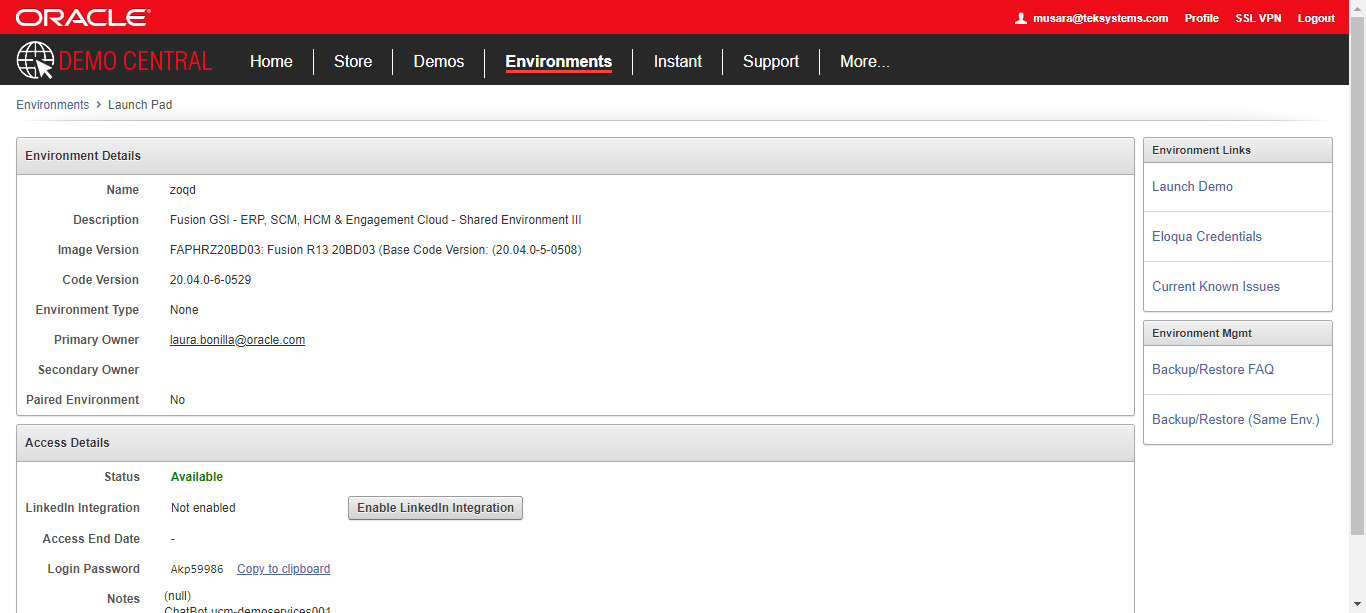 ORACLE®
musara@teksystems.com Profile SSL VPN Logout
DEMO CENTRAL Home Store Demos Environments Instant Support More...
Environments > Launch Pad
Environment Details
Name zoqd
Description Fusion GSI - ERP, SCM, HCM & Engagement Cloud - Shared Environment III
Image Version FAPHRZ20BD03: Fusion R13 20BD03 (Base Code Version: (20.04.0-5-0508)
Code Version 20.04.0-6-0529
Environment Type None
Primary Owner laura.bonilla@oracle.com
Secondary Owner
Paired Environment No
Access Details
Status Available
LinkedIn Integration Not enabled Enable LinkedIn Integration
Access End Date -
Login Password Akp59986 Copy to clipboard
Notes (null)
ChatBot ucm-demoservices001
Environment Links
Launch Demo
Eloqua Credentials
Current Known Issues
Environment Mgmt
Backup/Restore FAQ
Backup/Restore (Same Env.)